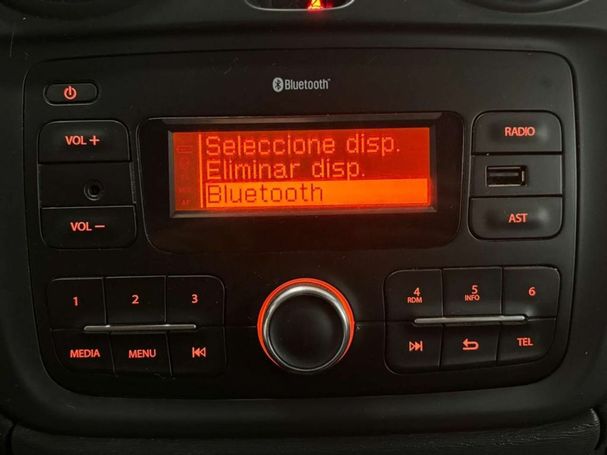 Bluetooth
VOL +
Seleccione disp.
Eliminar disp.
Bluetooth
AF
RADIO
VOL −
AST
1
2
3
4
RDM
5
INFO
6
MEDIA
MENU
TEL